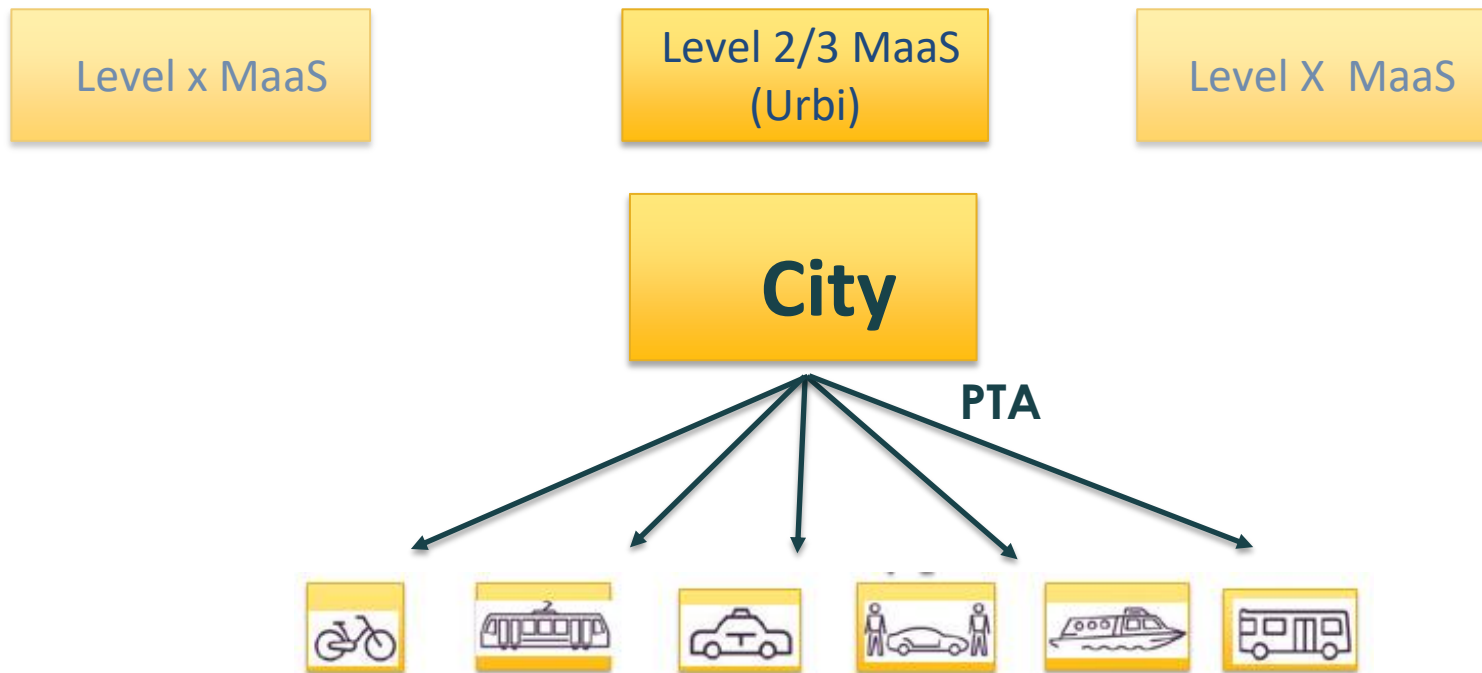 Level x MaaS
Level 2/3 MaaS
(Urbi)
Level X MaaS
City
PTA
T